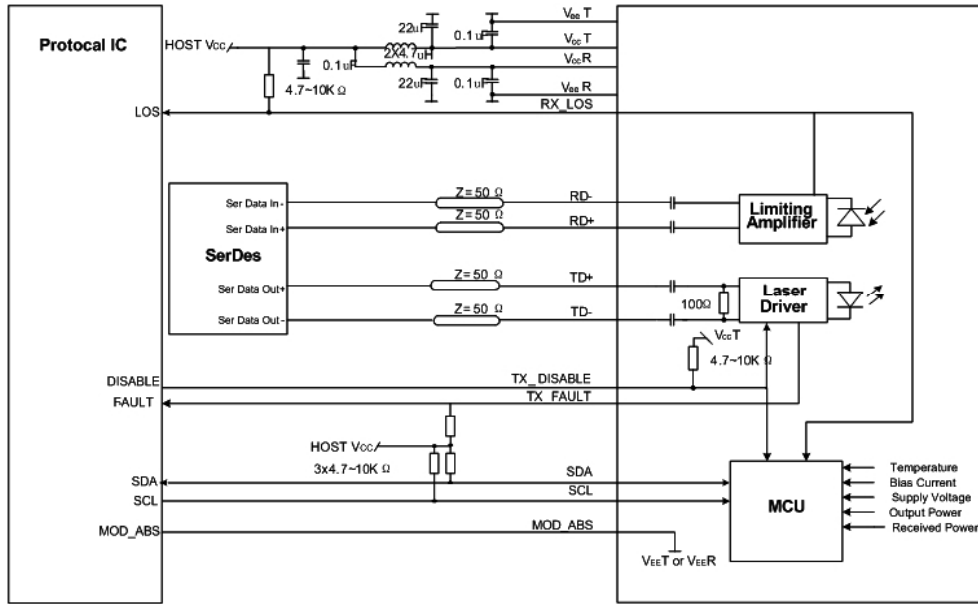 Protocal IC
HOST Vcc
22uF
0.1uF
VeeT
VccT
0.1uF
2X4.7uH
VccR
22uF
0.1uF
VeeR
4.7~10K Ω
LOS
RX_LOS
SerDes
Ser Data In-
Ser Data In+
Ser Data Out+
Ser Data Out-
Z=50 Ω
RD-
Z=50 Ω
RD+
Z=50 Ω
TD+
Z=50 Ω
TD-
Limiting
Amplifier
100Ω
Laser
Driver
VccT
4.7~10K Ω
DISABLE
TX_DISABLE
FAULT
TX_FAULT
HOST Vcc
3x4.7~10K Ω
SDA
SDA
SCL
SCL
MOD_ABS
MOD_ABS
VEET or VEER
MCU
Temperature
Bias Current
Supply Voltage
Output Power
Received Power